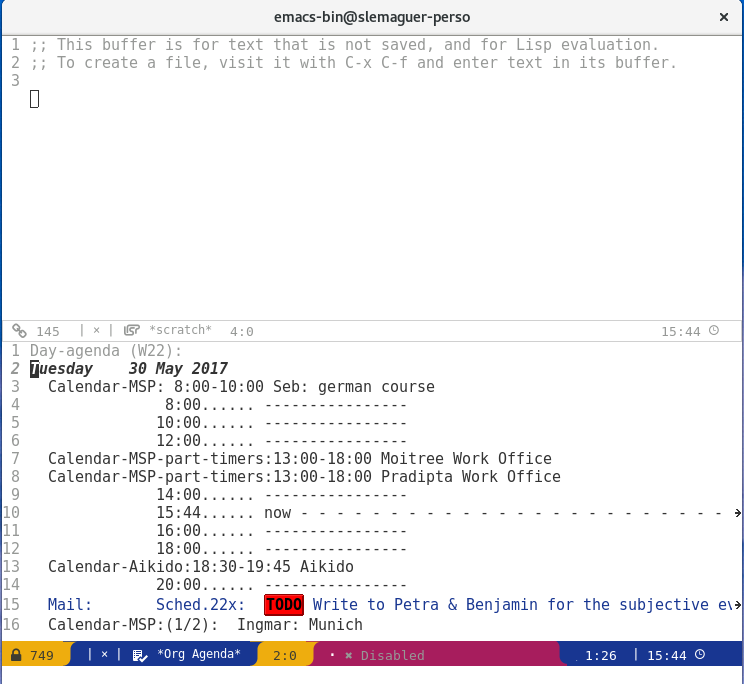 emacs-bin@slemaguer-perso ×
1 ;; This buffer is for text that is not saved, and for Lisp evaluation.
2 ;; To create a file, visit it with C-x C-f and enter text in its buffer.
3
145 | × | *scratch* 4:0 15:44
1 Day-agenda (W22):
2 Tuesday    30 May 2017
3   Calendar-MSP: 8:00-10:00 Seb: german course
4                8:00...... ----------------
5               10:00...... ----------------
6               12:00...... ----------------
7   Calendar-MSP-part-timers:13:00-18:00 Moitree Work Office
8   Calendar-MSP-part-timers:13:00-18:00 Pradipta Work Office
9               14:00...... ----------------
10              15:44...... now - - - - - - - - - - - - - - - - - - - - - - - -
11              16:00...... ----------------
12              18:00...... ----------------
13  Calendar-Aikido:18:30-19:45 Aikido
14              20:00...... ----------------
15  Mail:       Sched.22x:  TODO Write to Petra & Benjamin for the subjective ev
16  Calendar-MSP:(1/2):  Ingmar: Munich
749 | × | *Org Agenda* 2:0 • ✖ Disabled 1:26 | 15:44